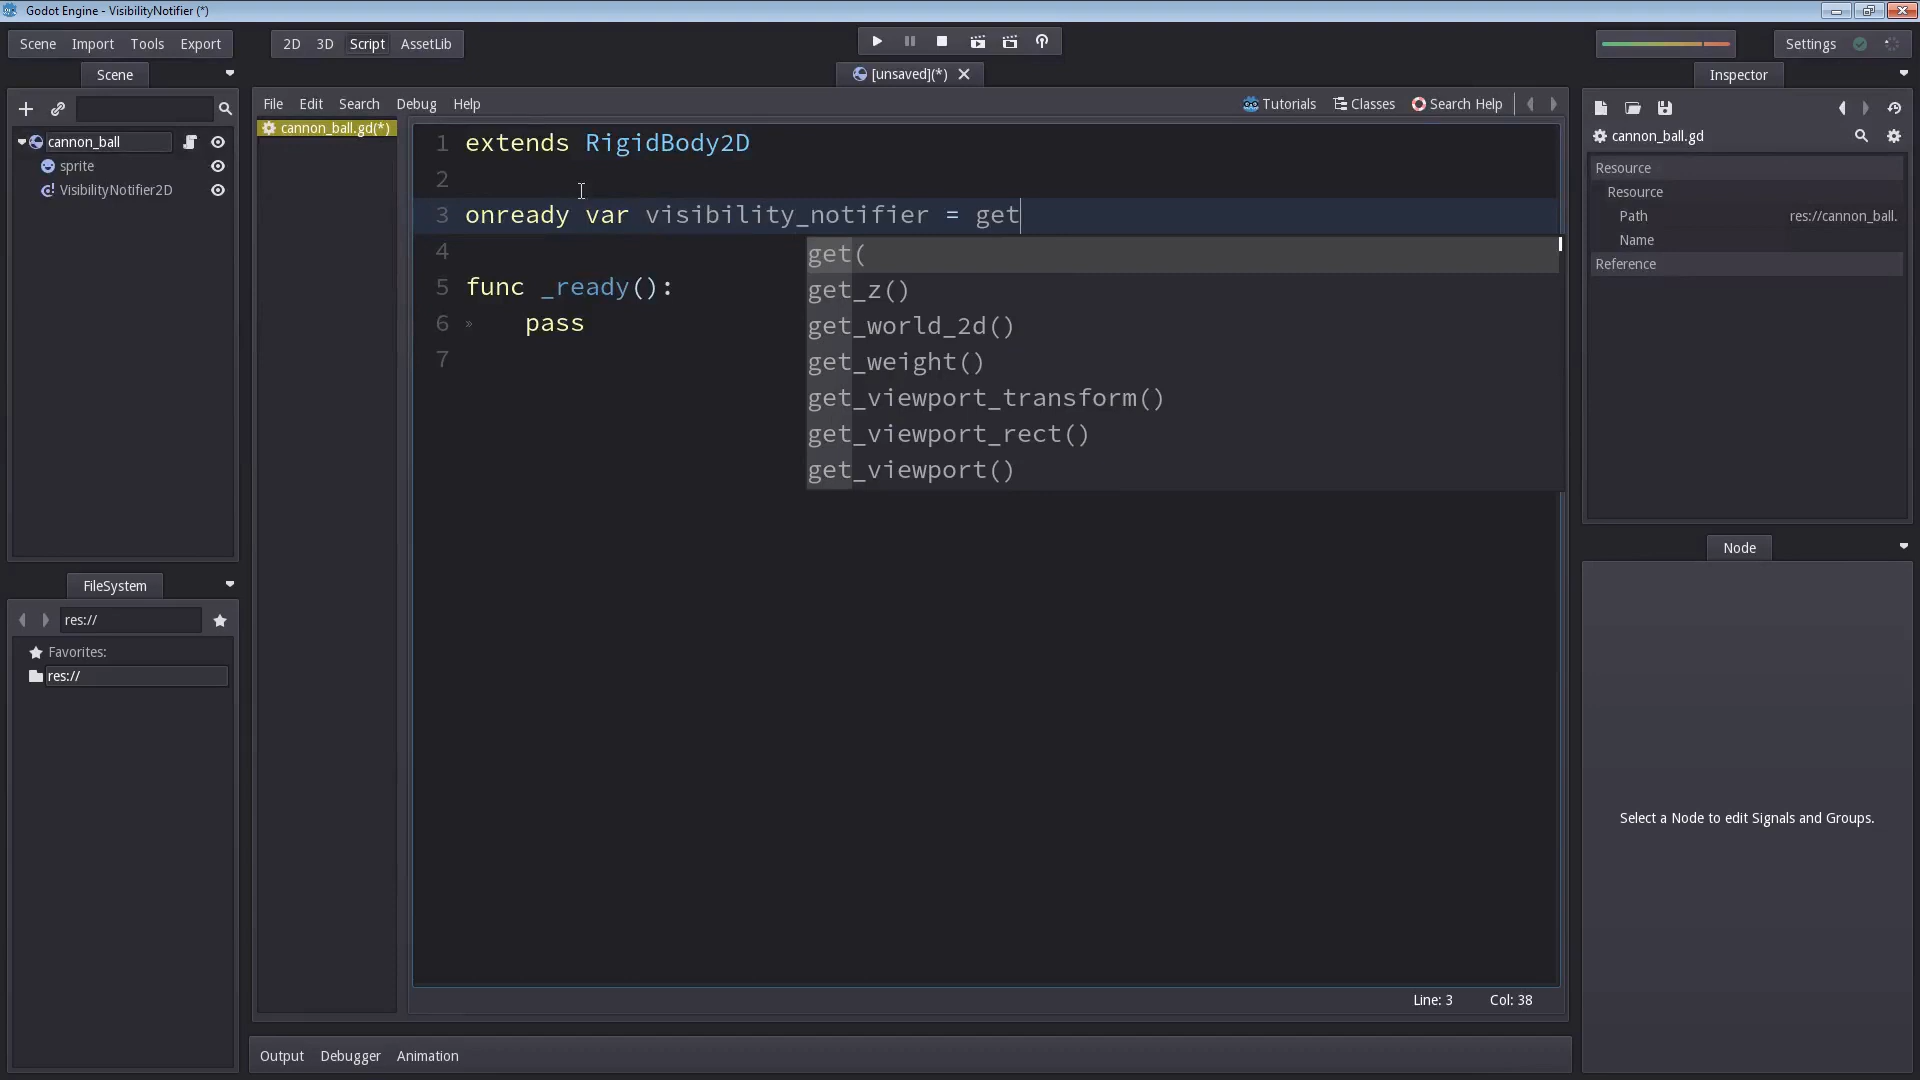 Godot Engine - VisibilityNotifier (*)
Scene Import Tools Export
2D 3D Script AssetLib
Settings
Scene
[unsaved](*)
Inspector
File Edit Search Debug Help
Tutorials Classes Search Help
cannon_ball
sprite
VisibilityNotifier2D
cannon_ball.gd(*)
1 extends RigidBody2D
2
3 onready var visibility_notifier = get
4
5 func _ready():
6 » pass
7
get(
get_z()
get_world_2d()
get_weight()
get_viewport_transform()
get_viewport_rect()
get_viewport()
cannon_ball.gd
Resource
Resource
Path res://cannon_ball.
Name
Reference
FileSystem
res://
Favorites:
res://
Node
Select a Node to edit Signals and Groups.
Line: 3 Col: 38
Output Debugger Animation